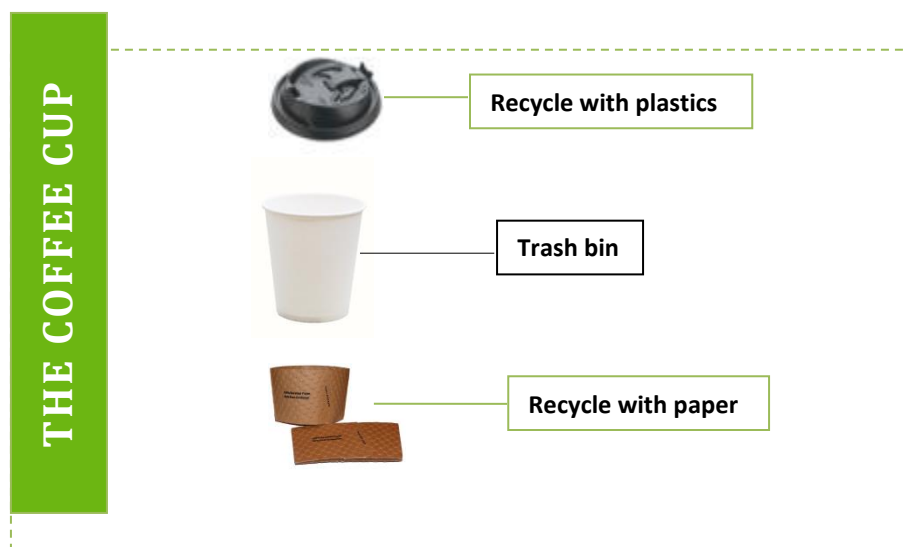 THE COFFEE CUP
Recycle with plastics
Trash bin
Recycle with paper